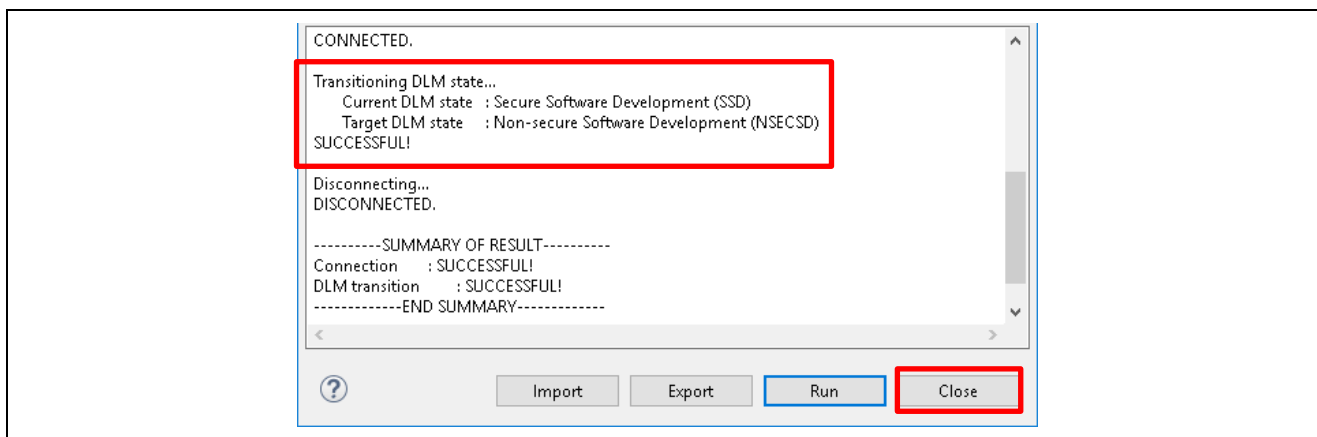 CONNECTED.
Transitioning DLM state...
Current DLM state : Secure Software Development (SSD)
Target DLM state : Non-secure Software Development (NSECSD)
SUCCESSFUL!
Disconnecting...
DISCONNECTED.
----------SUMMARY OF RESULT----------
Connection : SUCCESSFUL!
DLM transition : SUCCESSFUL!
-------------END SUMMARY-------------
? Import Export Run Close